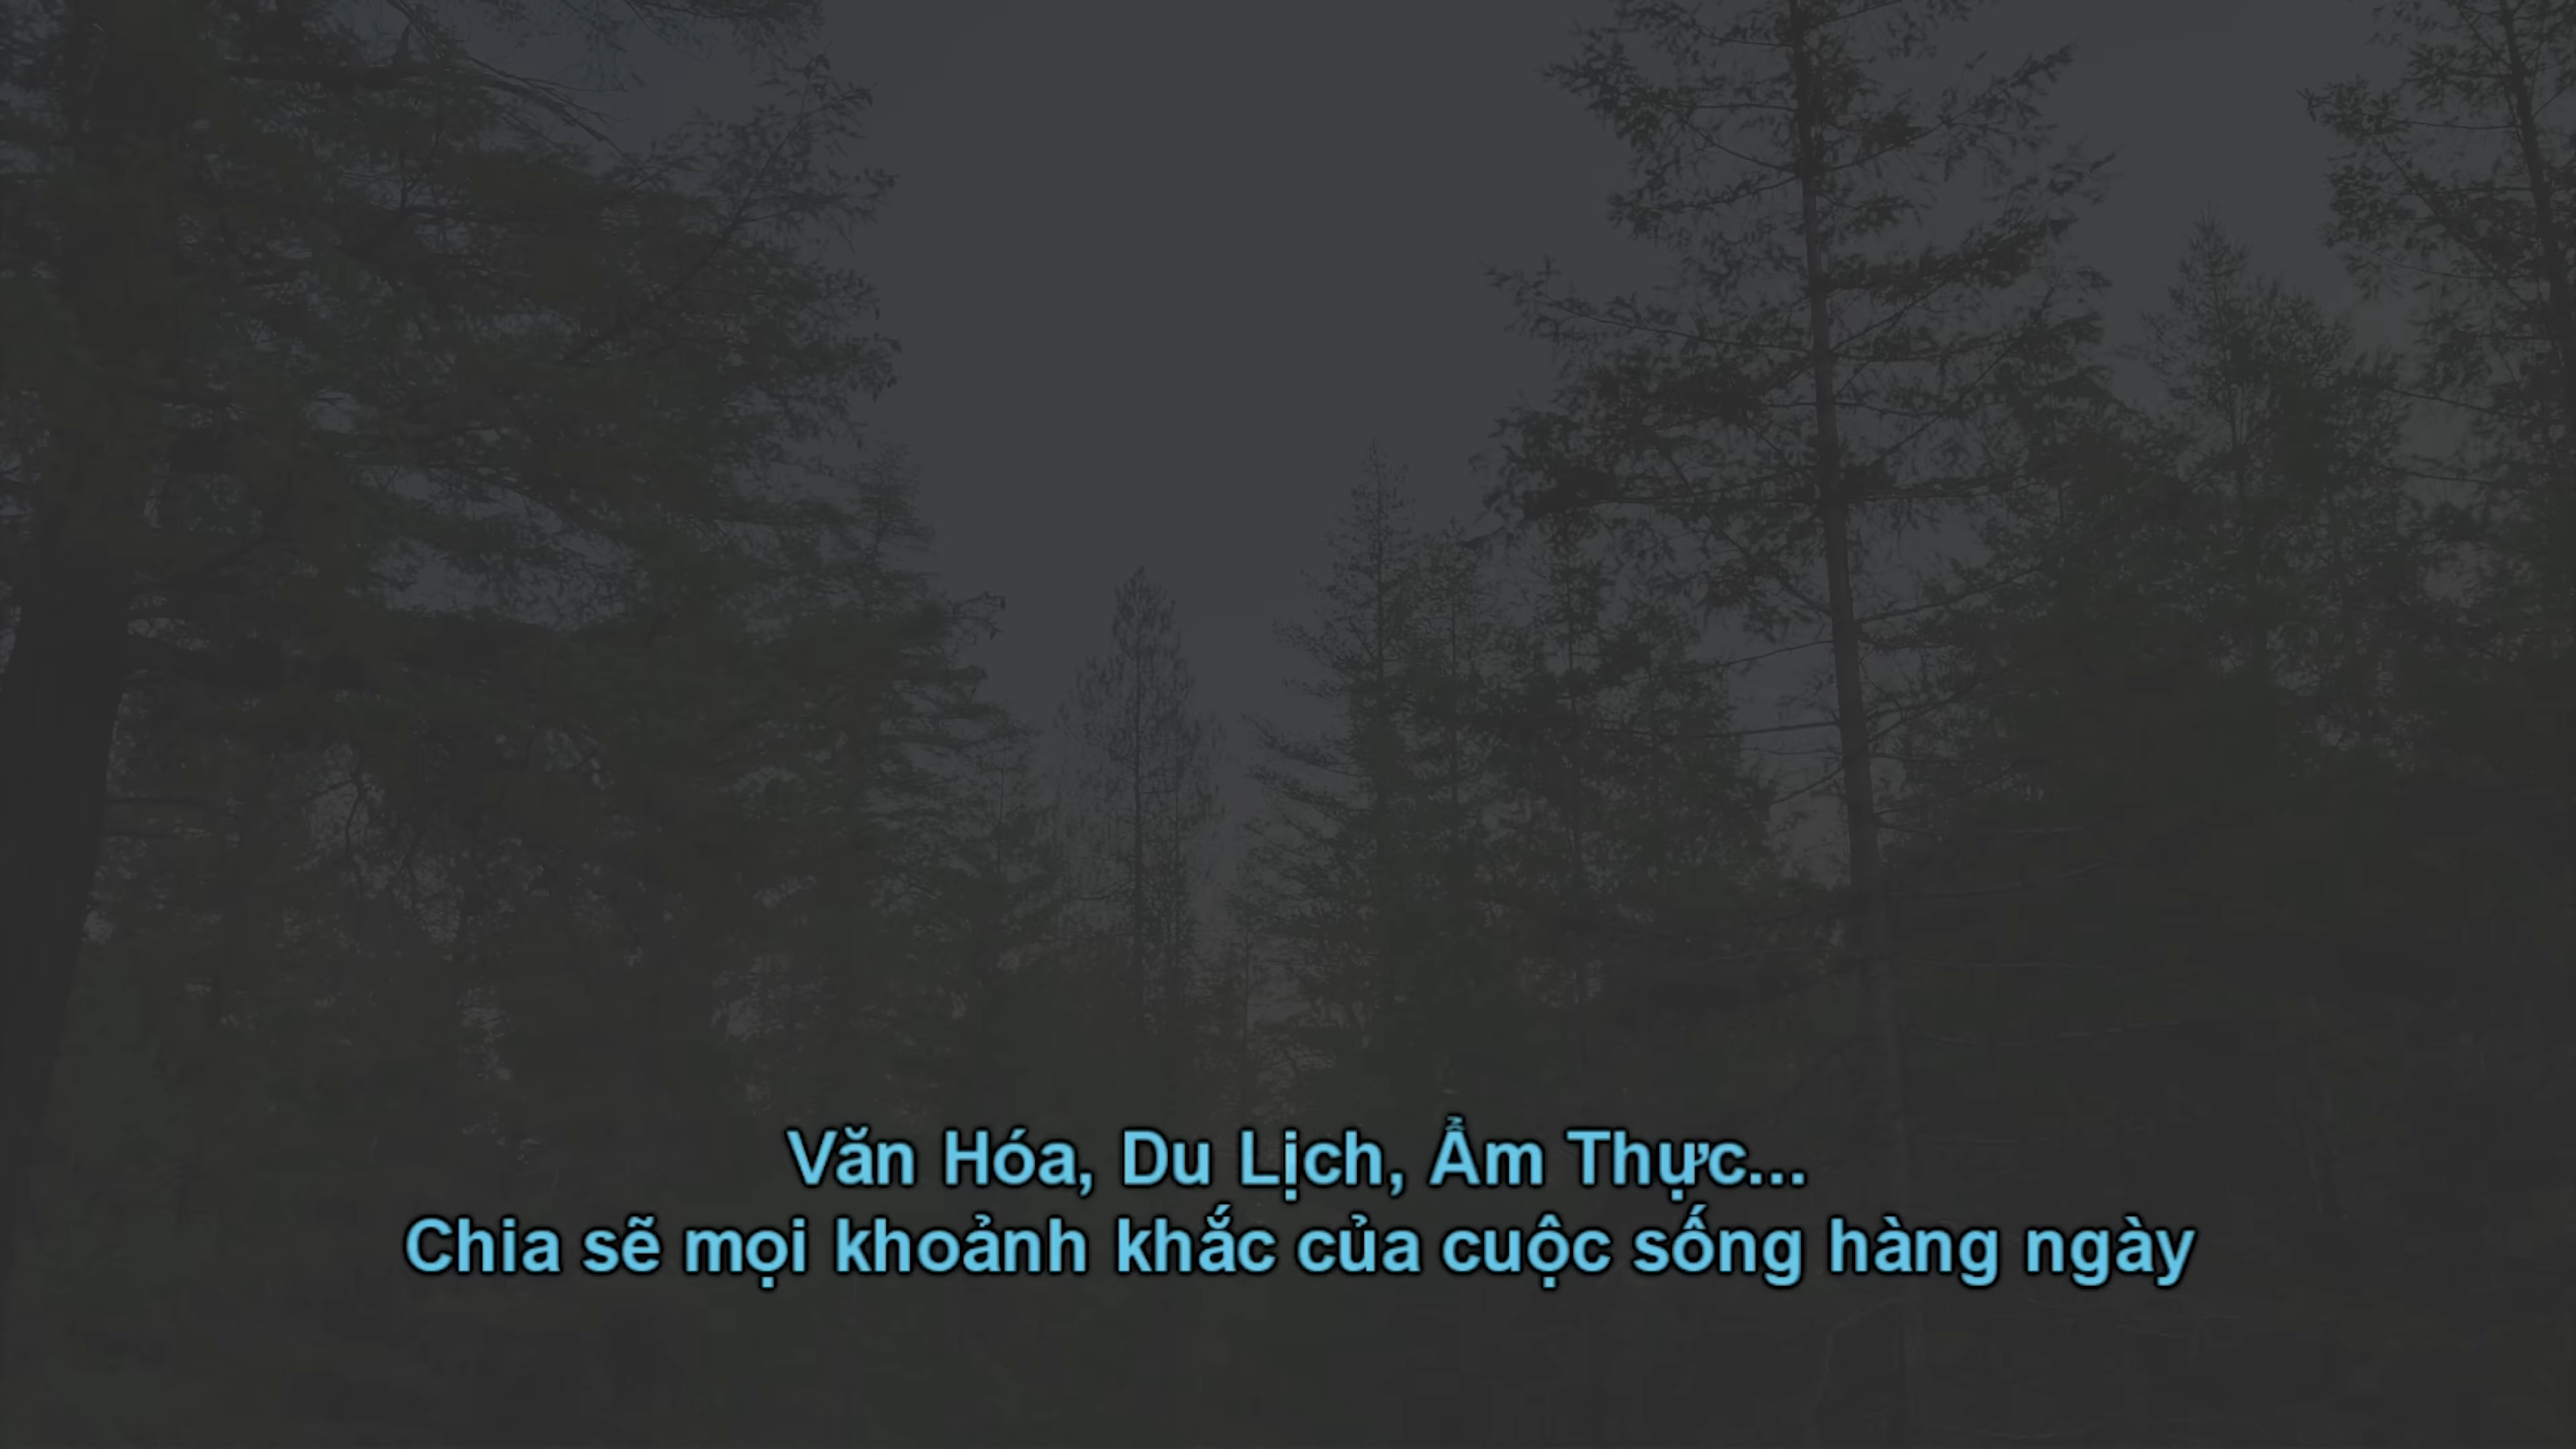 Văn Hóa, Du Lịch, Ẩm Thực...
Chia sẽ mọi khoảnh khắc của cuộc sống hàng ngày